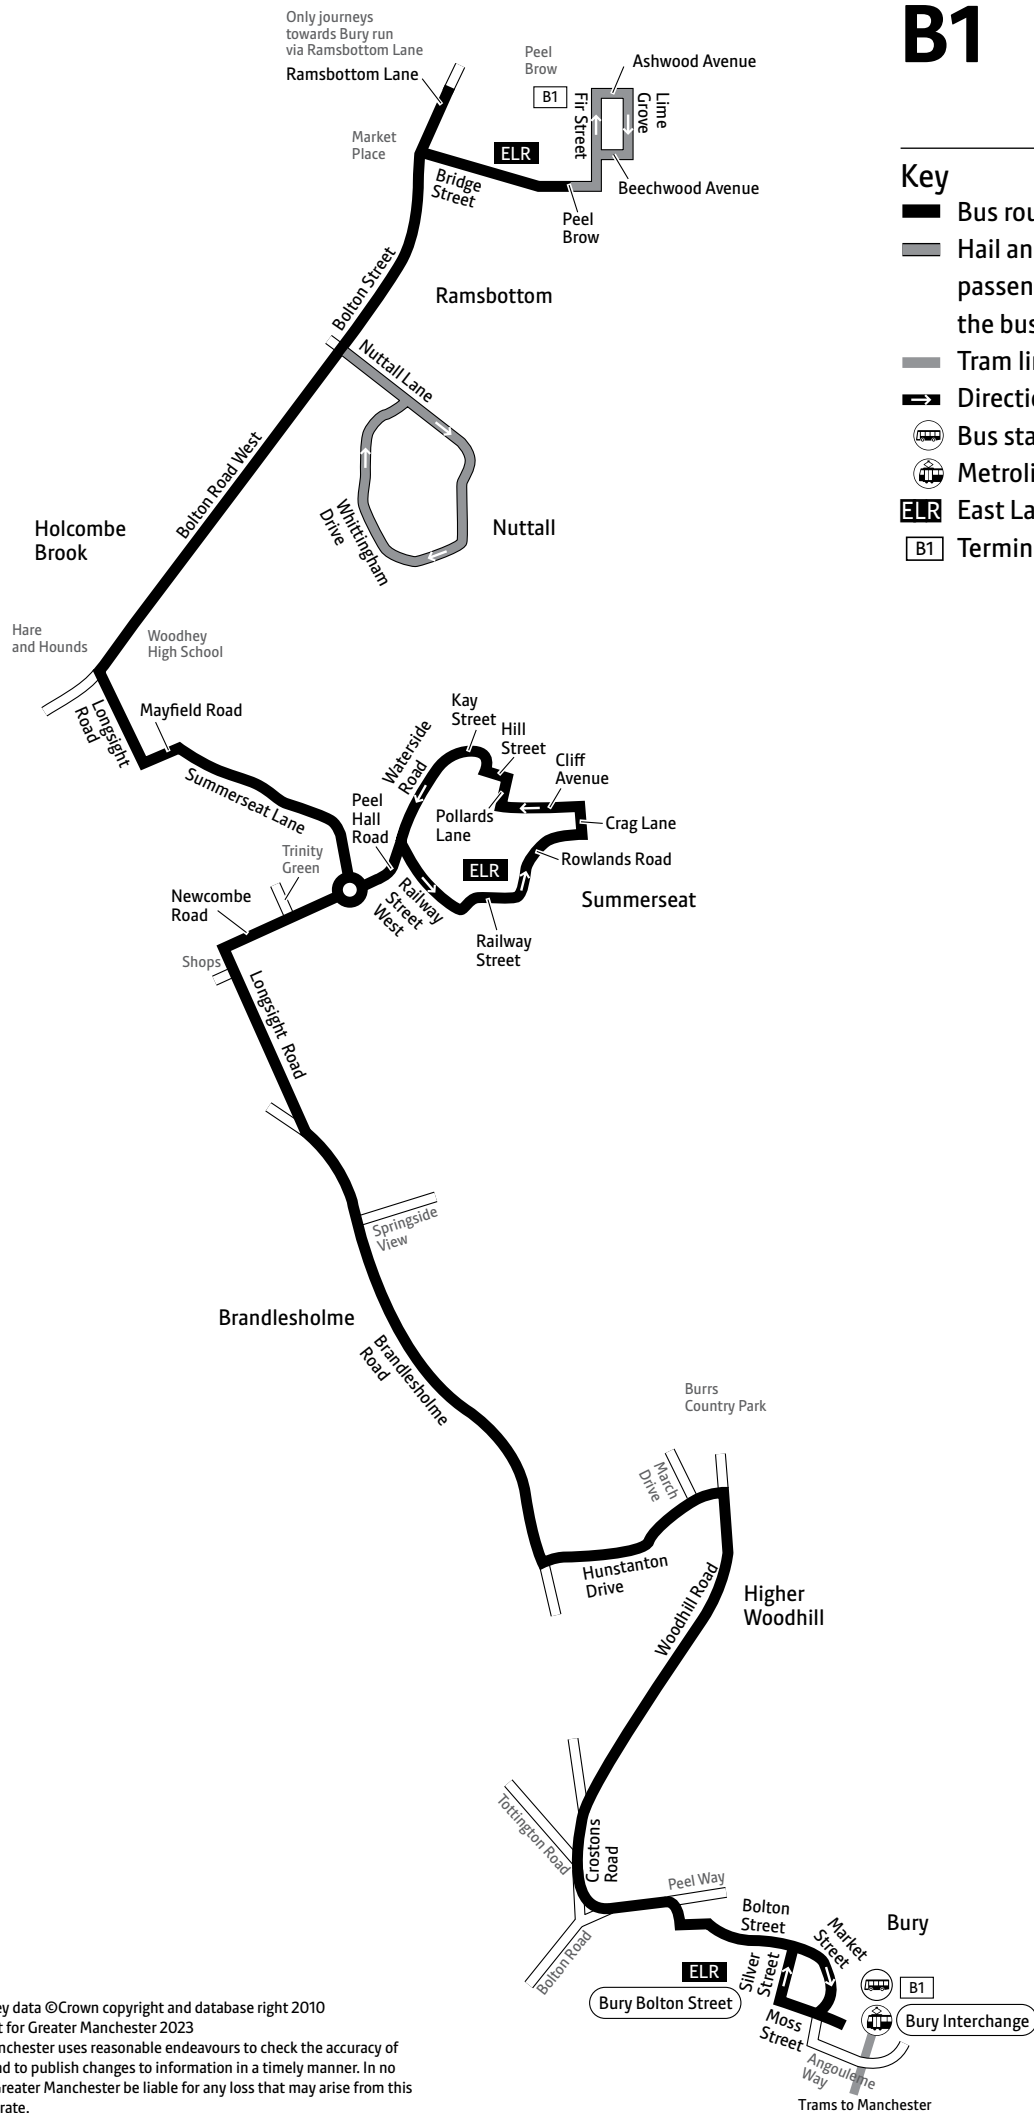 Only journeys
towards Bury run
via Ramsbottom Lane
Ramsbottom Lane
Market
Place
Peel
Brow
B1
Ashwood Avenue
Fir Street
Lime
Grove
ELR
Bridge
Street
Beechwood Avenue
Peel
Brow
B1
Key
Bus rou
Hail an
passen
the bus
Tram li
Directi
Bus sta
Metroli
ELR East La
B1 Termin
Bolton Street
Ramsbottom
Nuttall Lane
Bolton Road West
Whittingham
Drive
Nuttall
Holcombe
Brook
Hare
and Hounds
Woodhey
High School
Longsight
Road
Mayfield Road
Summerseat Lane
Kay
Street
Hill
Street
Waterside
Road
Cliff
Avenue
Peel
Hall
Road
Pollards
Lane
Crag Lane
Trinity
Green
ELR
Rowlands Road
Newcombe
Road
Railway
Street
West
Summerseat
Railway
Street
Shops
Longsight Road
Springside
View
Brandlesholme
Brandlesholme
Road
Burrs
Country Park
March
Drive
Hunstanton
Drive
Woodhill Road
Higher
Woodhill
Tottington Road
Crostons
Road
Peel Way
Bolton Road
Bolton
Street
Market
Street
Bury
ELR
Silver
Street
Bury Bolton Street
B1
Bury Interchange
Moss
Street
Angouleme
Way
Trams to Manchester
ey data ©Crown copyright and database right 2010
t for Greater Manchester 2023
nchester uses reasonable endeavours to check the accuracy of
nd to publish changes to information in a timely manner. In no
Greater Manchester be liable for any loss that may arise from this
rate.